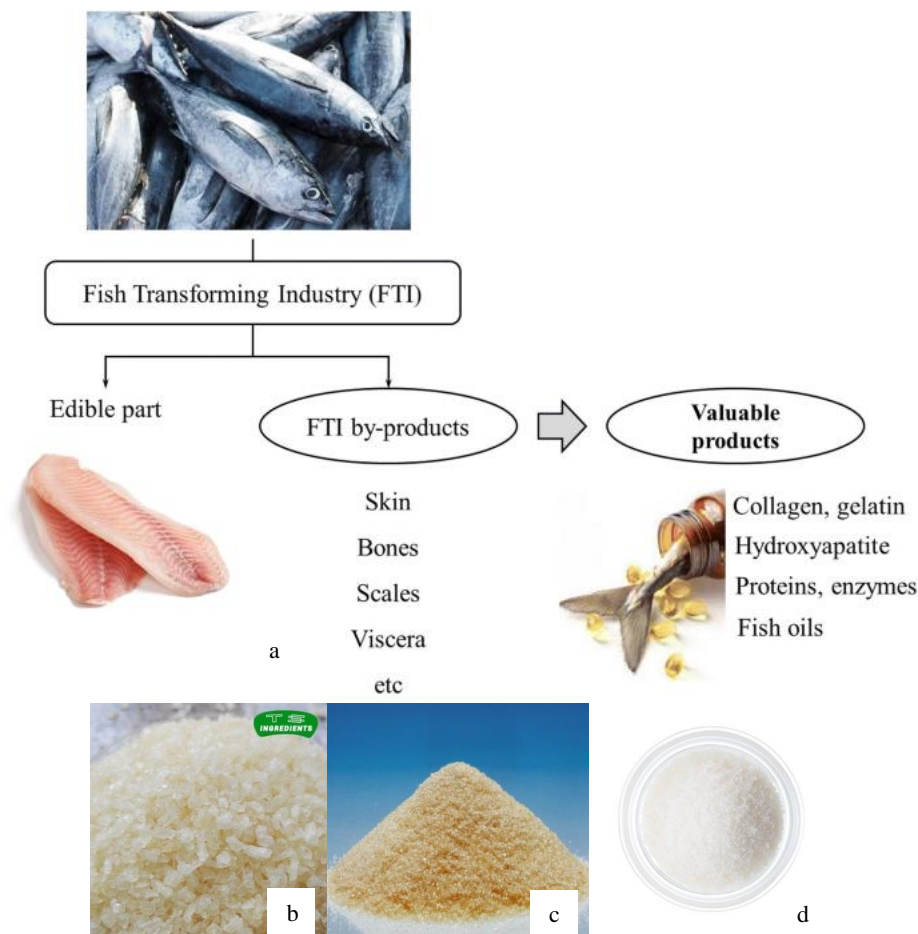 Fish Transforming Industry (FTI)
Edible part
FTI by-products
Valuable
products
Skin
Bones
Scales
Viscera
etc
Collagen, gelatin
Hydroxyapatite
Proteins, enzymes
Fish oils
a
INGREDIENTS
b
c
d